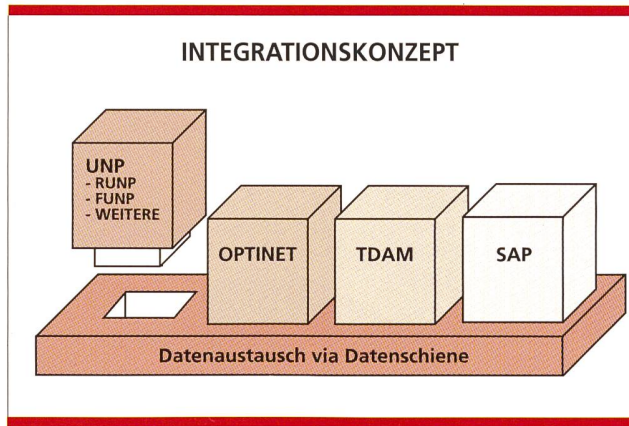 INTEGRATIONSKONZEPT
UNP
- RUNP
- FUNP
- WEITERE
OPTINET
TDAM
SAP
Datenaustausch via Datenschiene